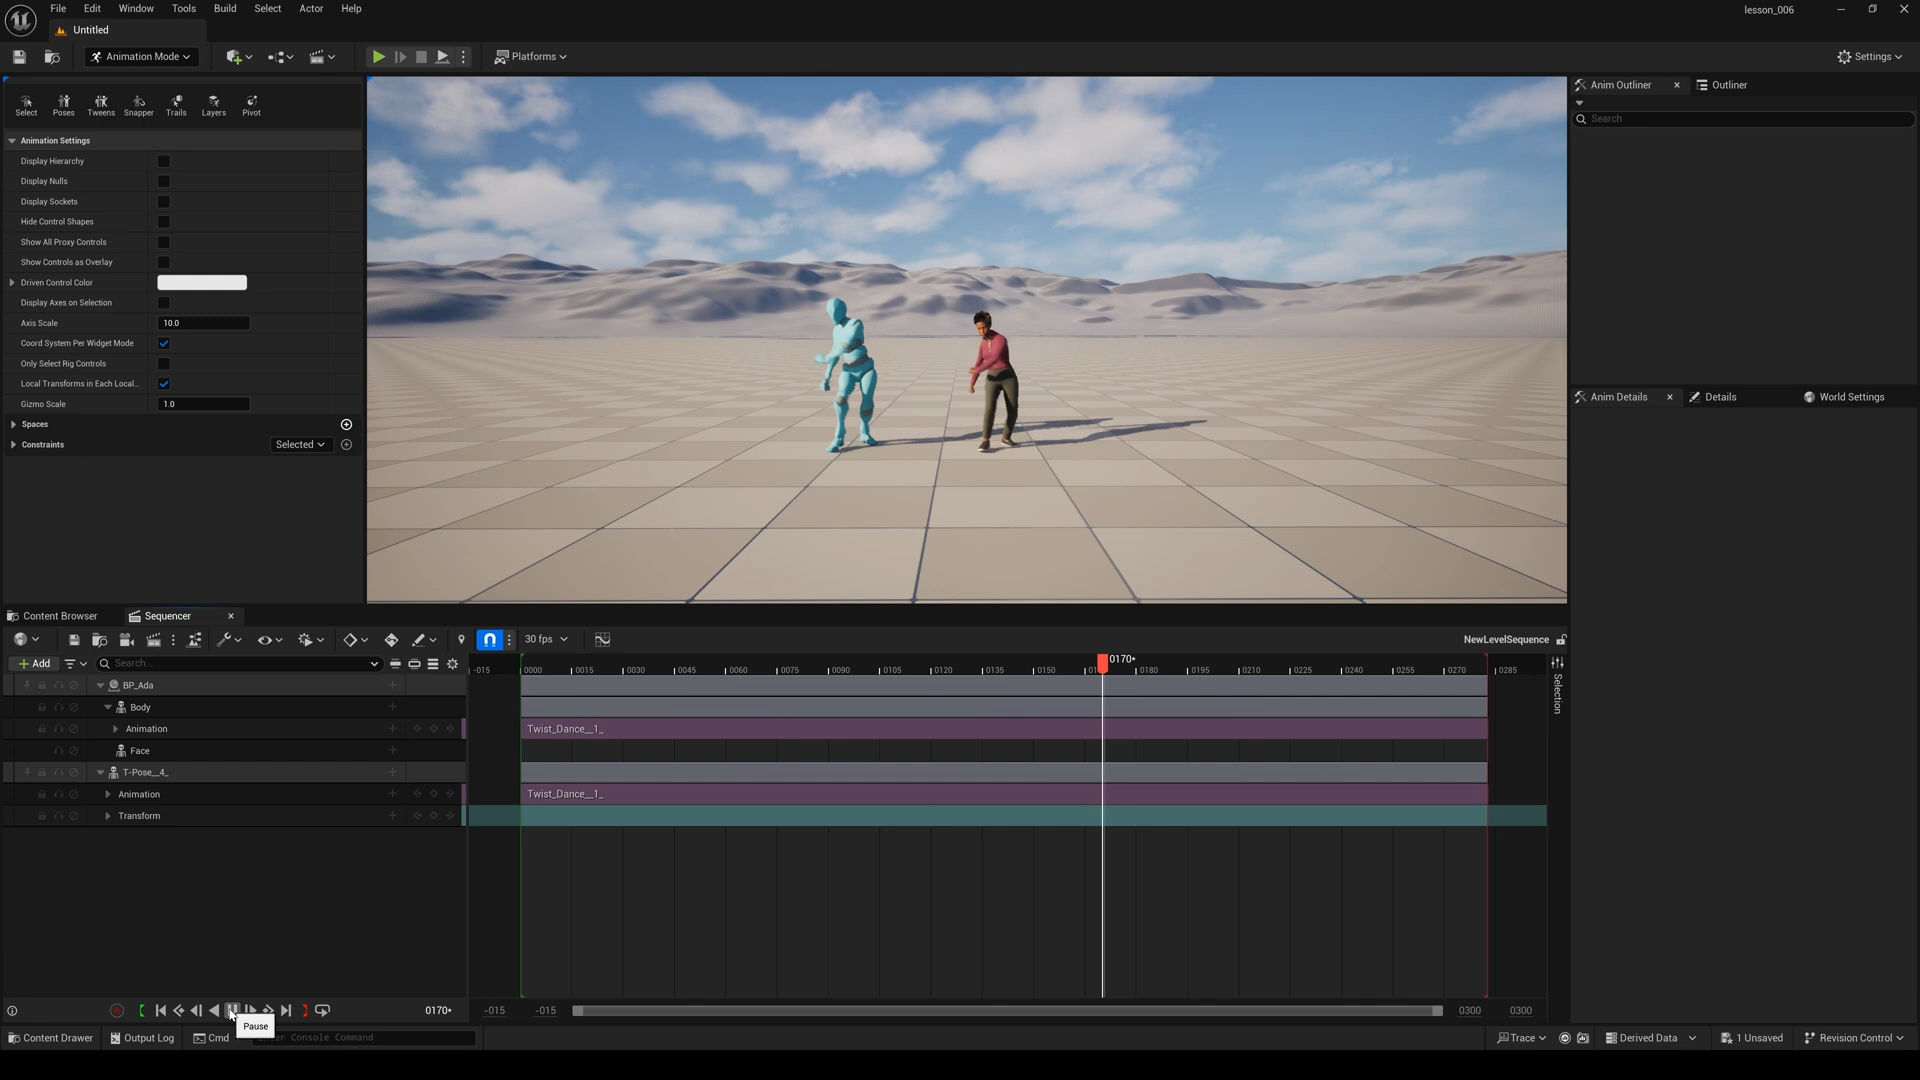 File Edit Window Tools Build Select Actor Help
lesson_006
Untitled
Animation Mode
Platforms
Settings
Select Poses Tweens Snapper Trails Layers Pivot
Animation Settings
Display Hierarchy
Display Nulls
Display Sockets
Hide Control Shapes
Show All Proxy Controls
Show Controls as Overlay
Driven Control Color
Display Axes on Selection
Axis Scale 10.0
Coord System Per Widget Mode
Only Select Rig Controls
Local Transforms in Each Local...
Gizmo Scale 1.0
Spaces
Constraints Selected
Anim Outliner Outliner
Search
Anim Details Details World Settings
Content Browser Sequencer
30 fps
NewLevelSequence
Add Search...
-015 0000 0015 0030 0045 0060 0075 0090 0105 0120 0135 0150 0170* 0180 0195 0210 0225 0240 0255 0270 0285
Selection
BP_Ada
Body
Animation Twist_Dance__1_
Face
T-Pose__4_
Animation Twist_Dance__1_
Transform
0170* -015 -015 0300 0300
Pause
Content Drawer Output Log Cmd Enter Console Command
Trace Derived Data 1 Unsaved Revision Control